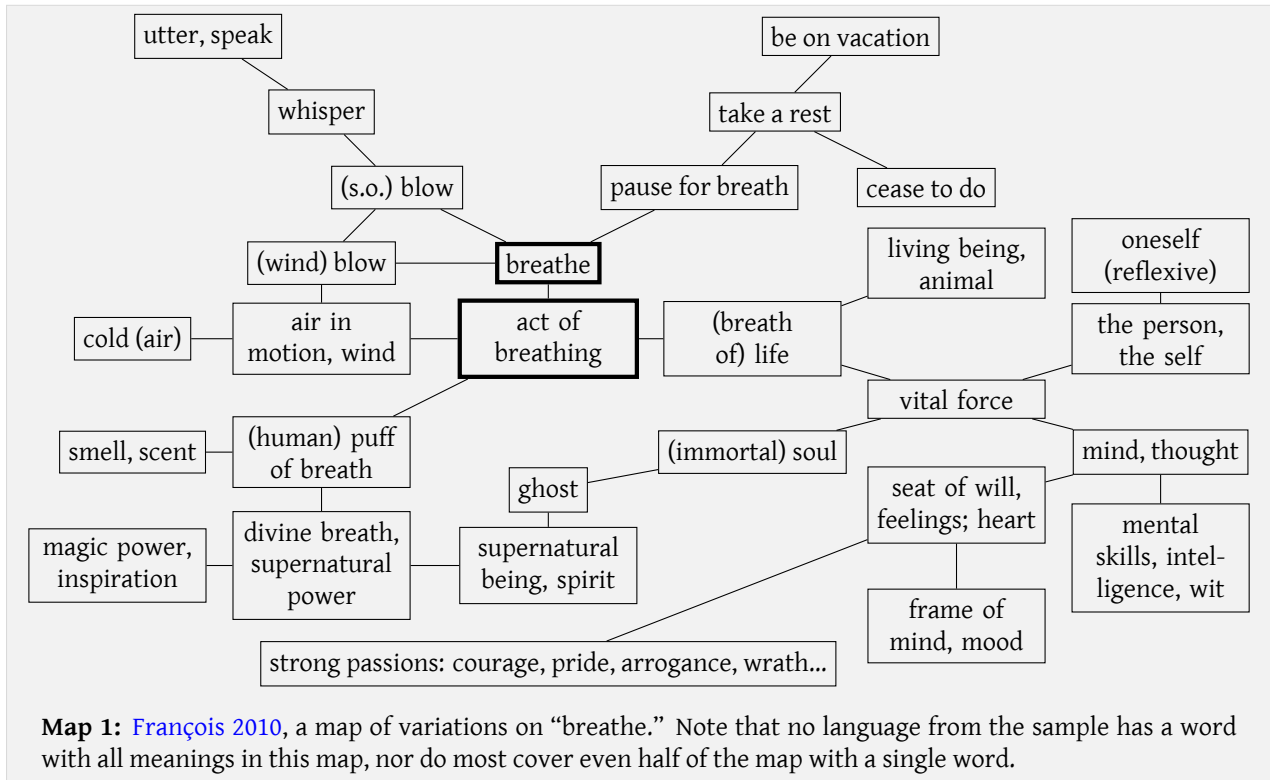 utter, speak
be on vacation
whisper
take a rest
(s.o.) blow
pause for breath
cease to do
(wind) blow
breathe
living being,
animal
oneself
(reflexive)
cold (air)
air in
motion, wind
act of
breathing
(breath
of) life
the person,
the self
vital force
smell, scent
(human) puff
of breath
(immortal) soul
mind, thought
ghost
seat of will,
feelings; heart
magic power,
inspiration
divine breath,
supernatural
power
supernatural
being, spirit
mental
skills, intel-
ligence, wit
frame of
mind, mood
strong passions: courage, pride, arrogance, wrath...
Map 1: François 2010, a map of variations on “breathe.” Note that no language from the sample has a word
with all meanings in this map, nor do most cover even half of the map with a single word.